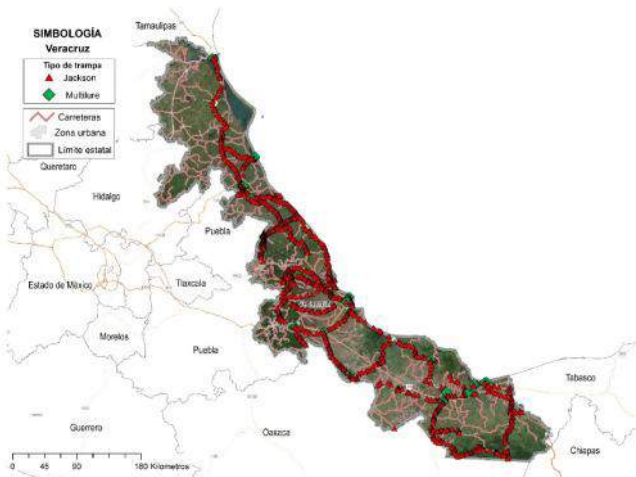 Tamaulipas
SIMBOLOGÍA
Veracruz
Tipo de trampa
Jackson
Multilure
Carreteras
Zona urbana
Límite estatal
Queretaro
Hidalgo
Puebla
Tlaxcala
Estado de México
Morelos
Puebla
Tabasco
Guerrero
Oaxaca
Chiapas
0 45 90 180 Kilometros